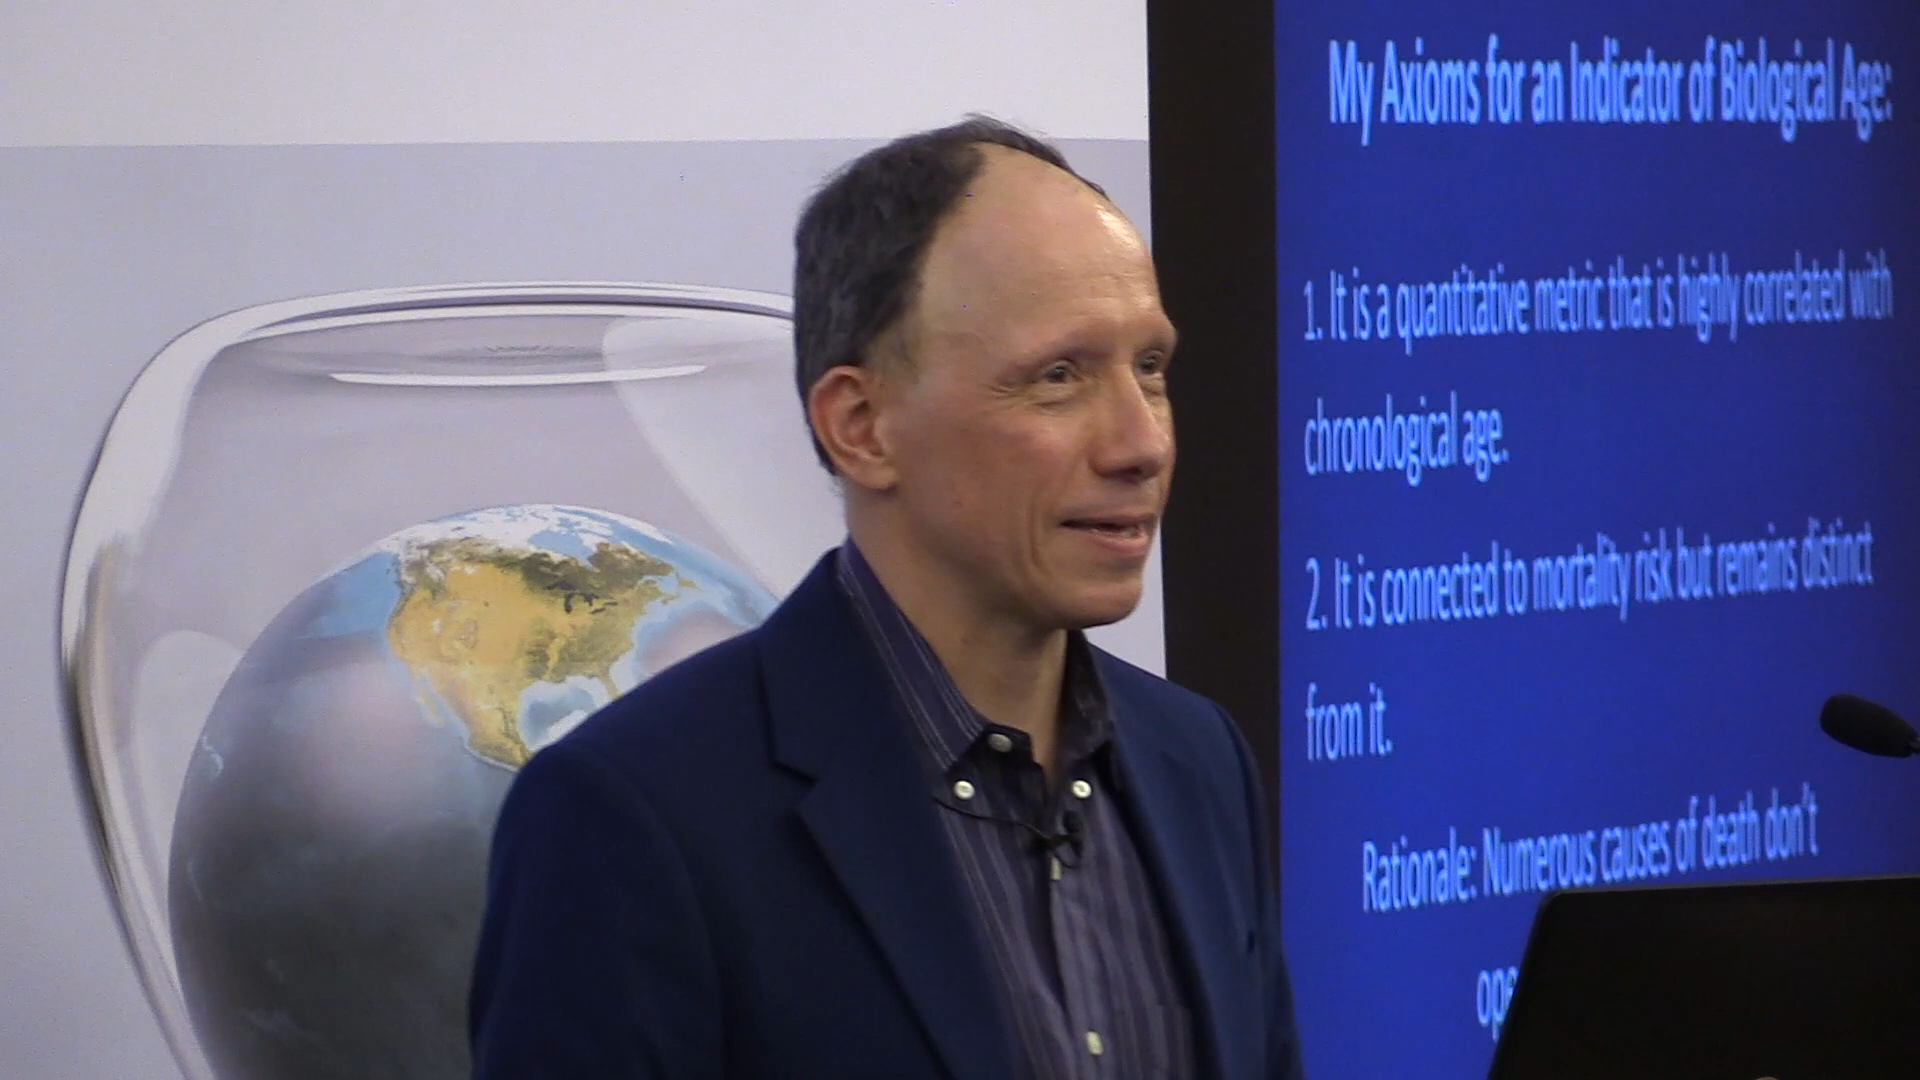 My Axioms for an Indicator of Biological Age:
1. It is a quantitative metric that is highly correlated with
chronological age.
2. It is connected to mortality risk but remains distinct
from it.
Rationale: Numerous causes of death don't